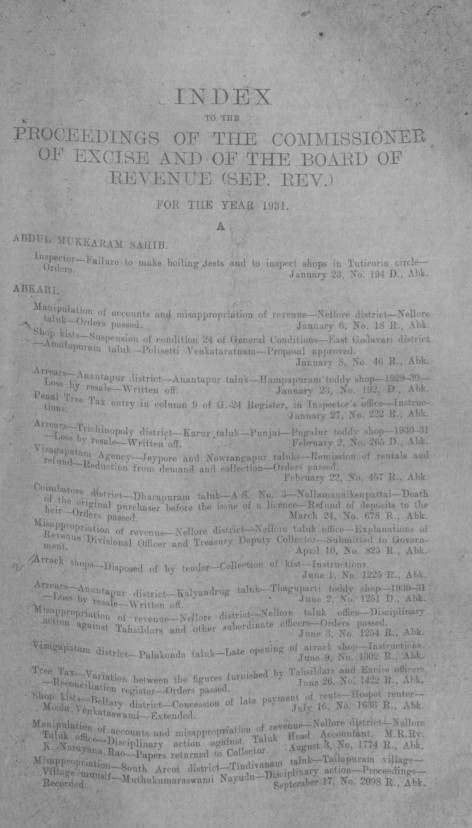 INDEX
TO THE
PROCEEDINGS OF THE COMMISSIONER
OF EXCISE AND OF THE BOARD OF
REVENUE (SEP. REV.)
FOR THE YEAR 1931.
A
ABDUL MUKKARAM SAHIB.
Inspector—Failure to make boiling tests and to inspect shops in Tuticorin circle—
Orders. January 23, No. 194 D., Abk.
ABKARI.
Manipulation of accounts and misappropriation of revenue—Nellore district—Nellore
taluk—Orders passed. January 6, No. 18 R., Abk.
Shop kists—Suspension of condition 24 of General Conditions—East Godavari district
—Amalapuram taluk—Polisetti Venkataratnam—Proposal approved.
January 8, No. 46 R., Abk.
Arrears—Anantapur district—Anantapur taluk—Hampapuram toddy shop—1929-30—
Loss by resale—Written off. January 23, No. 192, D., Abk.
Penal Tree Tax entry in column 9 of G.-24 Register, in Inspector's office—Instruc-
tions. January 27, No. 222 R., Abk.
Arrears—Trichinopoly district—Karur taluk—Punjai—Pugalur toddy shop—1930-31
—Loss by resale—Written off. February 2, No. 265 D., Abk.
Vizagapatam Agency—Jeypore and Nowrangapur taluks—Remission of rentals and
refund—Reduction from demand and collection—Orders passed.
February 22, No. 457 R., Abk.
Coimbatore district—Dharapuram taluk—A.S. No. 3—Nallamanaikenpattai—Death
of the original purchaser before the issue of a licence—Refund of deposits to the
heir—Orders passed. March 24, No. 678 R., Abk.
Misappropriation of revenue—Nellore district—Nellore taluk office—Explanations of
Revenue Divisional Officer and Treasury Deputy Collector—Submitted to Govern-
ment. April 10, No. 825 R., Abk.
Arrack shops—Disposed of by tender—Collection of kist—Instructions.
June 1, No. 1225 R., Abk.
Arrears—Anantapur district—Kalyandrug taluk—Thaguparti toddy shop—1930-31
—Loss by resale—Written off. June 2, No. 1251 D., Abk.
Misappropriation of revenue—Nellore district—Nellore taluk office—Disciplinary
action against Tahsildars and other subordinate officers—Orders passed.
June 3, No. 1254 R., Abk.
Vizagapatam district—Palakonda taluk—Late opening of arrack shop—Instructions.
June 9, No. 1302 R., Abk.
Tree Tax—Variation between the figures furnished by Tahsildars and Excise officers
—Reconciliation register—Orders passed. June 26, No. 1422 R., Abk.
Shop kists—Bellary district—Concession of late payment of rents—Hospet renter—
Moola Venkataswami—Extended. July 16, No. 1636 R., Abk.
Manipulation of accounts and misappropriation of revenue—Nellore district—Nellore
Taluk office—Disciplinary action against Taluk Head Accountant, M.R.Ry.
K. Narayana Rao—Papers returned to Collector. August 3, No. 1774 R., Abk.
Misappropriation—South Arcot district—Tindivanam taluk—Tailapuram village—
Village munsif—Muthukumaraswami Nayudu—Disciplinary action—Proceedings—
Recorded. September 17, No. 2098 R., Abk.